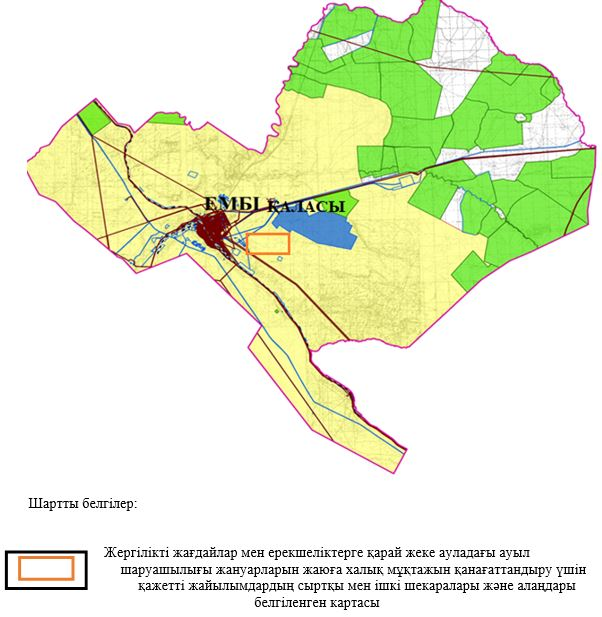 ЕМБІ ҚАЛАСЫ
Шартты белгілер:
Жергілікті жағдайлар мен ерекшеліктерге қарай жеке ауладағы ауыл
шаруашылығы жануарларын жаюға халық мұқтажын қанағаттандыру үшін
қажетті жайылымдардың сыртқы мен ішкі шекаралары және алаңдары
белгіленген картасы